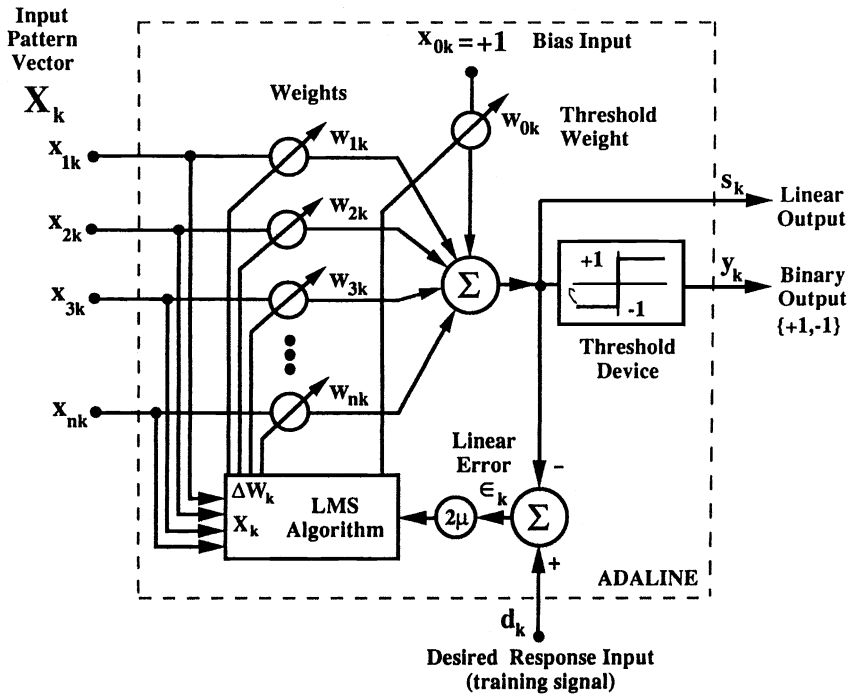 Input
Pattern
Vector
X_k
x_0k = +1
Bias Input
Weights
w_0k
Threshold
Weight
x_1k
w_1k
x_2k
w_2k
x_3k
w_3k
x_nk
w_nk
Σ
s_k
Linear
Output
+1
-1
Threshold
Device
y_k
Binary
Output
{+1,-1}
Linear
Error
∈_k
−
ΔW_k
X_k
LMS
Algorithm
2μ
Σ
+
ADALINE
d_k
Desired Response Input
(training signal)